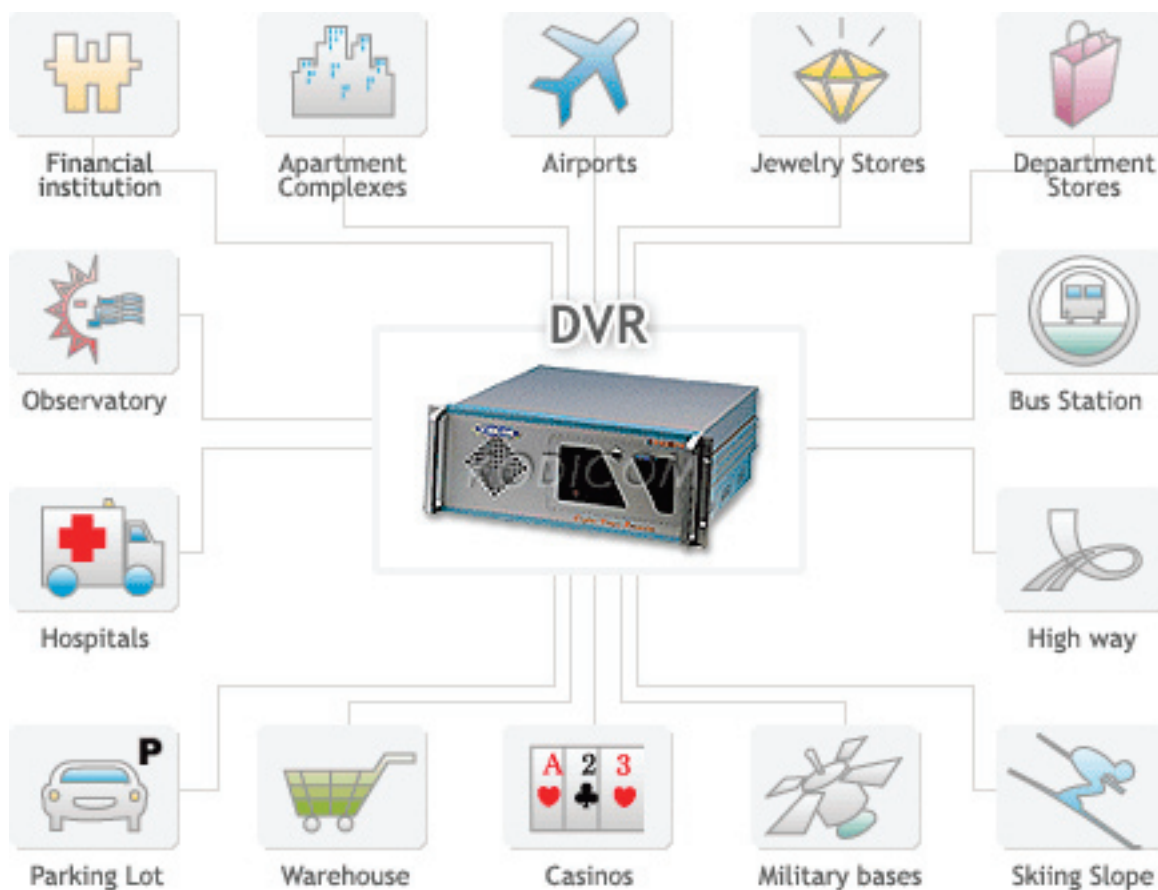 Financial
institution
Apartment
Complexes
Airports
Jewelry Stores
Department
Stores
DVR
Observatory
Bus Station
KODICOM
Hospitals
High way
P
A 2 3
Parking Lot
Warehouse
Casinos
Military bases
Skiing Slope